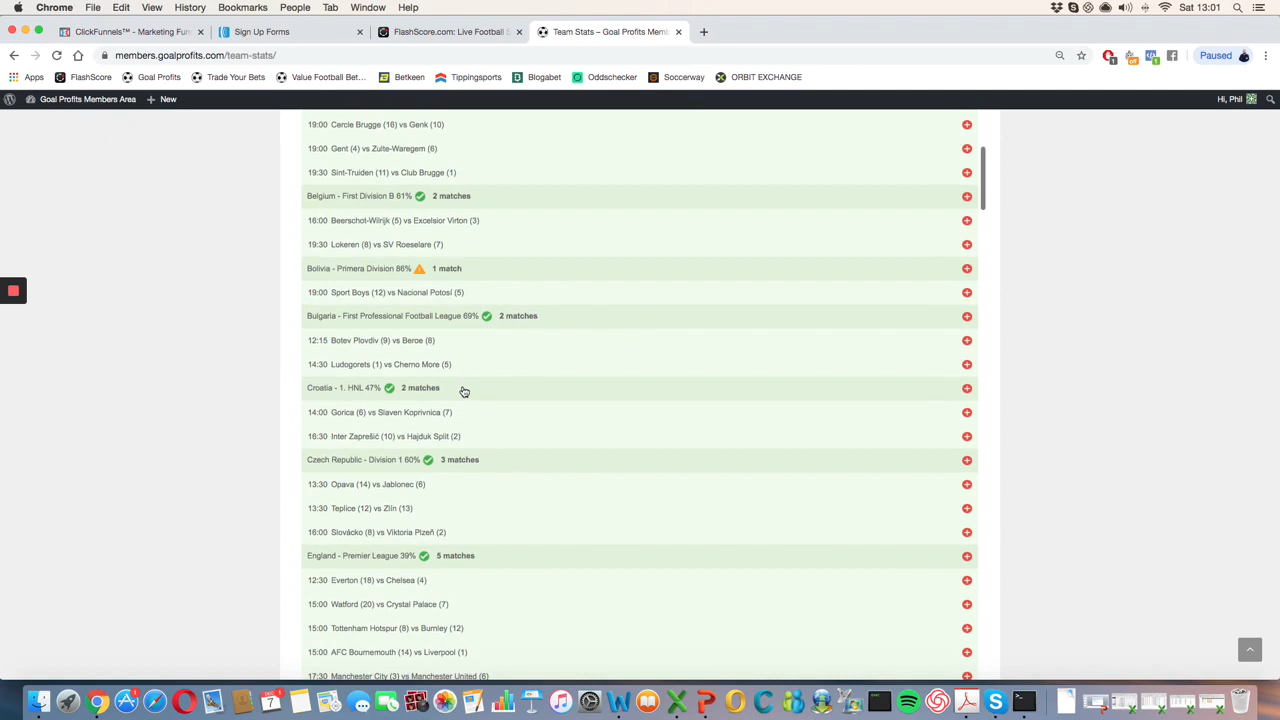 Chrome File Edit View History Bookmarks People Tab Window Help Sat 13:01
ClickFunnels™ - Marketing Fun Sign Up Forms FlashScore.com: Live Football S Team Stats – Goal Profits Memb
members.goalprofits.com/team-stats/ Paused
Apps FlashScore Goal Profits Trade Your Bets Value Football Bet... Betkeen Tippingsports Blogabet Oddschecker Soccerway ORBIT EXCHANGE
Goal Profits Members Area New Hi, Phil
19:00 Cercle Brugge (16) vs Genk (10)
19:00 Gent (4) vs Zulte-Waregem (6)
19:30 Sint-Truiden (11) vs Club Brugge (1)
Belgium - First Division B 61% 2 matches
16:00 Beerschot-Wilrijk (5) vs Excelsior Virton (3)
19:30 Lokeren (8) vs SV Roeselare (7)
Bolivia - Primera Division 86% 1 match
19:00 Sport Boys (12) vs Nacional Potosí (5)
Bulgaria - First Professional Football League 69% 2 matches
12:15 Botev Plovdiv (9) vs Beroe (8)
14:30 Ludogorets (1) vs Cherno More (5)
Croatia - 1. HNL 47% 2 matches
14:00 Gorica (6) vs Slaven Koprivnica (7)
16:30 Inter Zaprešić (10) vs Hajduk Split (2)
Czech Republic - Division 1 60% 3 matches
13:30 Opava (14) vs Jablonec (6)
13:30 Teplice (12) vs Zlín (13)
16:00 Slovácko (8) vs Viktoria Plzeň (2)
England - Premier League 39% 5 matches
12:30 Everton (18) vs Chelsea (4)
15:00 Watford (20) vs Crystal Palace (7)
15:00 Tottenham Hotspur (8) vs Burnley (12)
15:00 AFC Bournemouth (14) vs Liverpool (1)
17:30 Manchester City (3) vs Manchester United (6)